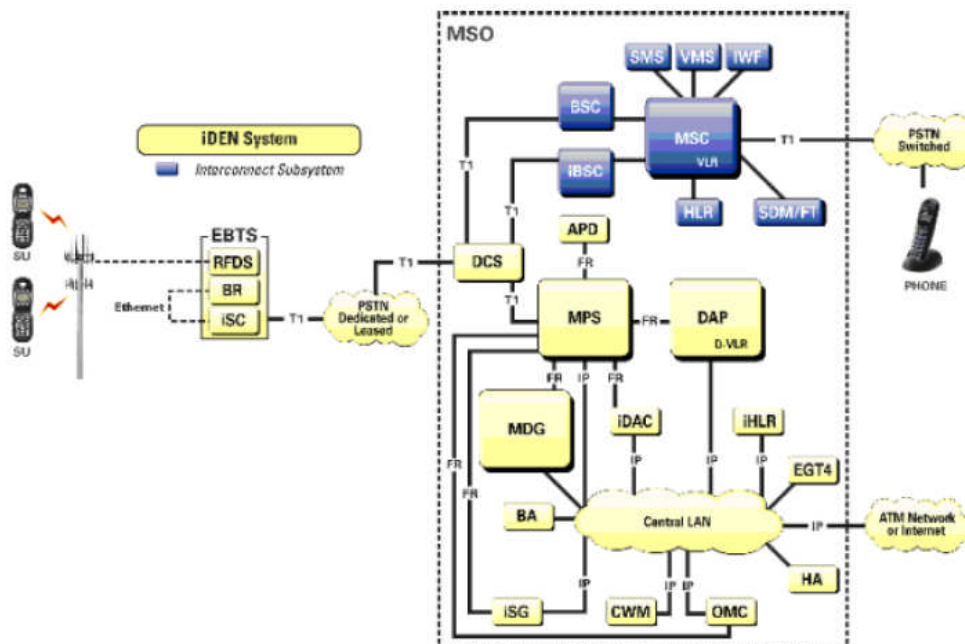 MSO
SMS
VMS
IWF
BSC
MSC
VLR
iBSC
HLR
SDM/FT
T1
PSTN
Switched
PHONE
iDEN System
Interconnect Subsystem
SU
SU
EBTS
RFDS
BR
iSC
Ethernet
T1
PSTN
Dedicated or
Leased
T1
DCS
T1
T1
T1
APD
FR
MPS
FR
DAP
D-VLR
FR
IP
FR
MDG
iDAC
iHLR
FR
FR
IP
IP
IP
EGT4
BA
Central LAN
IP
ATM Network
or Internet
HA
IP
IP
IP
iSG
CWM
OMC